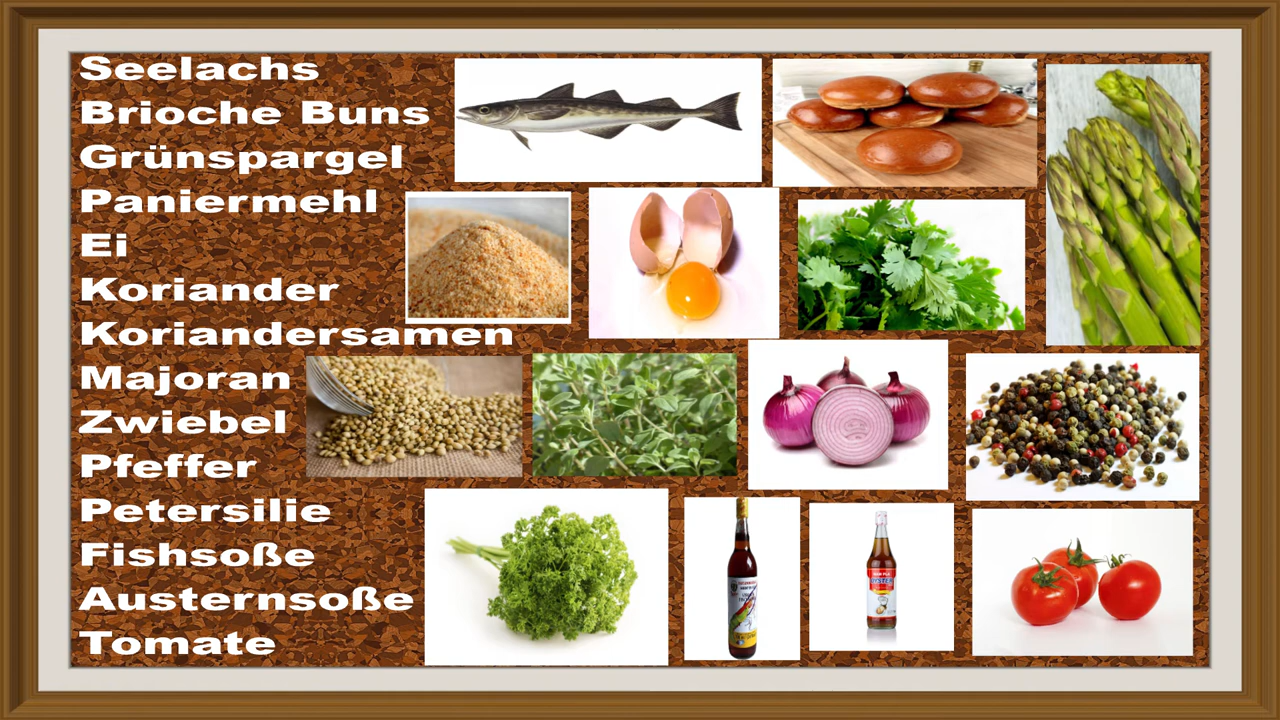 Seelachs
Brioche Buns
Grünspargel
Paniermehl
Ei
Koriander
Koriandersamen
Majoran
Zwiebel
Pfeffer
Petersilie
Fishsoße
Austernsoße
Tomate